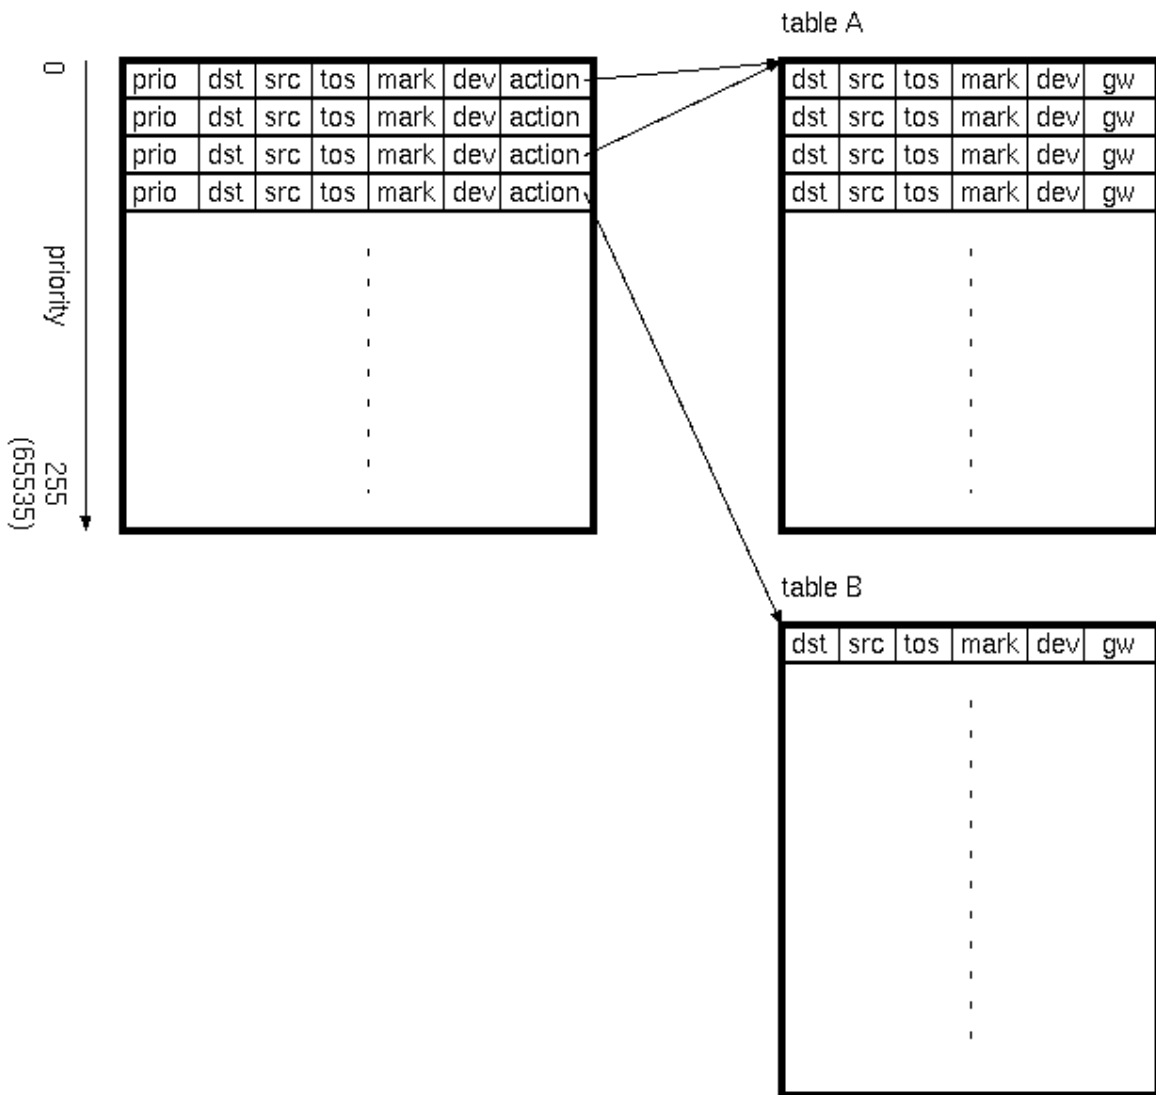 table A
0
prio dst src tos mark dev action
prio dst src tos mark dev action
prio dst src tos mark dev action
prio dst src tos mark dev action
priority
255
(65535)
dst src tos mark dev gw
dst src tos mark dev gw
dst src tos mark dev gw
dst src tos mark dev gw
table B
dst src tos mark dev gw